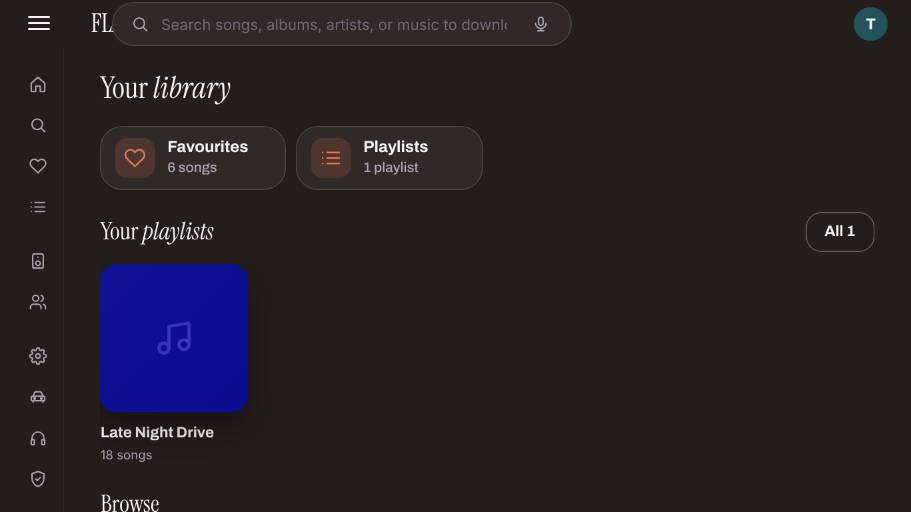 FL
Search songs, albums, artists, or music to downl
T
Your library
Favourites
6 songs
Playlists
1 playlist
Your playlists
All 1
Late Night Drive
18 songs
Browse